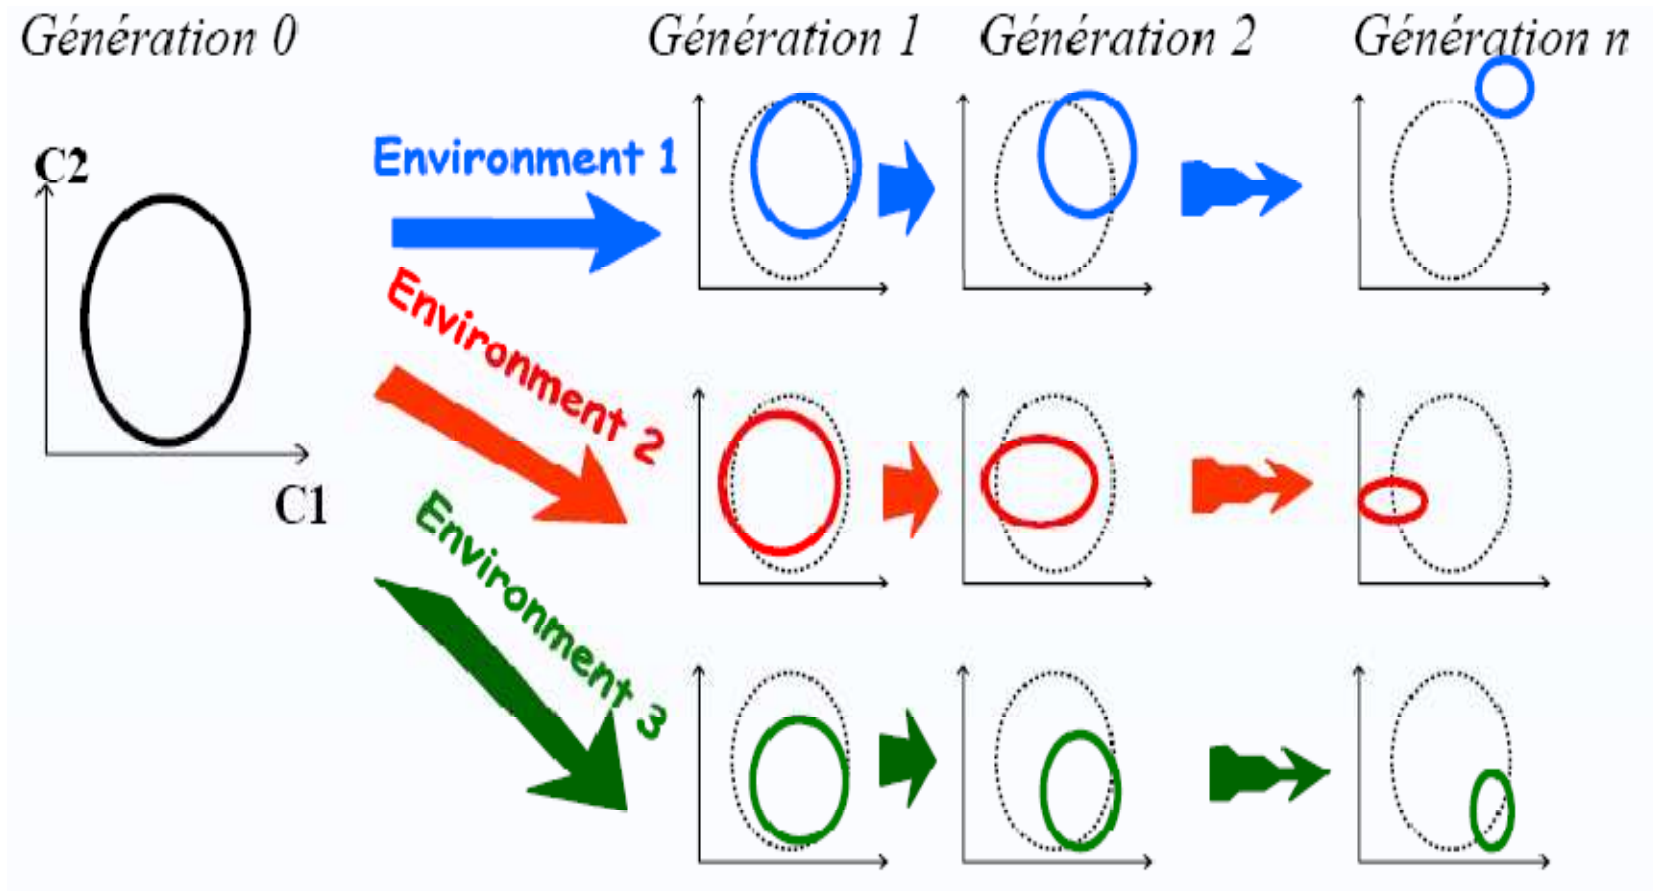 Génération 0
Génération 1
Génération 2
Génération n
C2
C1
Environment 1
Environment 2
Environment 3